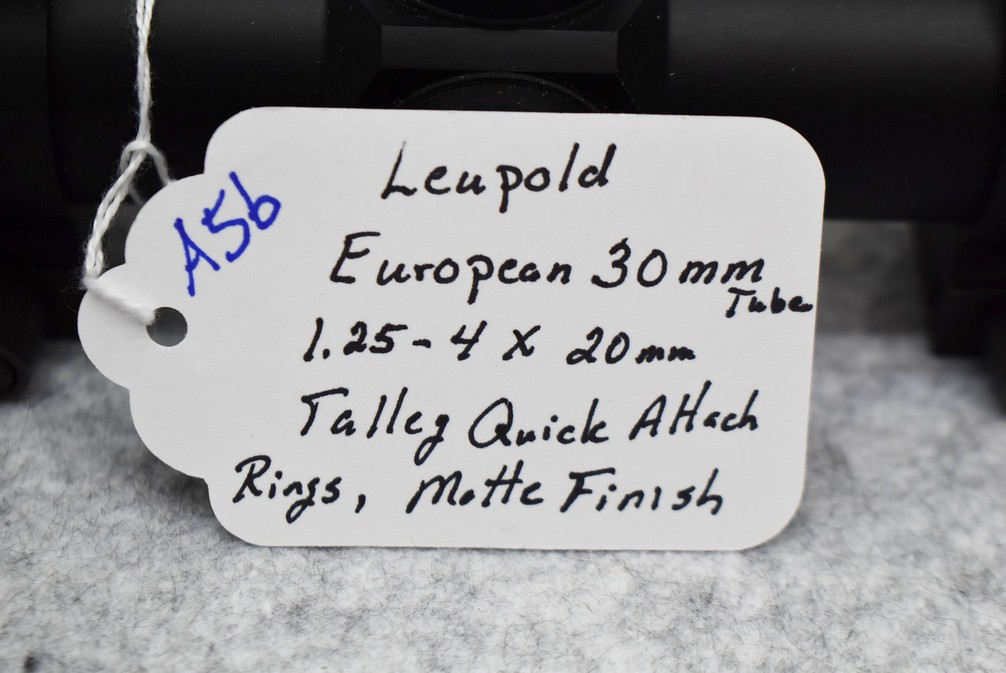 A56
Leupold
European 30mm
Tube
1.25-4 X 20mm
Talley Quick Attach
Rings, Matte Finish